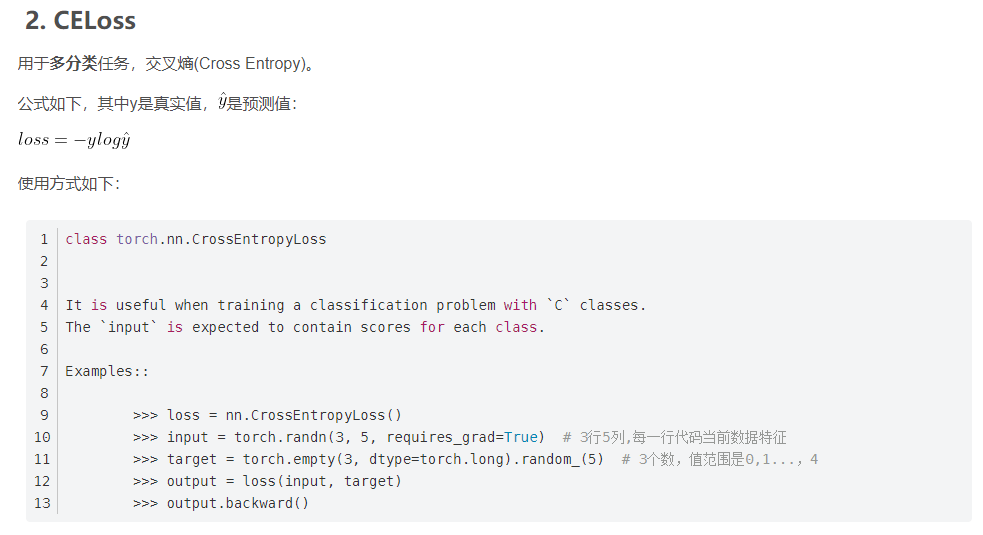 2. CELoss
用于多分类任务，交叉熵(Cross Entropy)。
公式如下，其中y是真实值，ŷ是预测值：
loss = −ylogŷ
使用方式如下：
1 class torch.nn.CrossEntropyLoss
2
3
4 It is useful when training a classification problem with `C` classes.
5 The `input` is expected to contain scores for each class.
6
7 Examples::
8
9 >>> loss = nn.CrossEntropyLoss()
10 >>> input = torch.randn(3, 5, requires_grad=True)  # 3行5列,每一行代码当前数据特征
11 >>> target = torch.empty(3, dtype=torch.long).random_(5)  # 3个数，值范围是0,1...，4
12 >>> output = loss(input, target)
13 >>> output.backward()